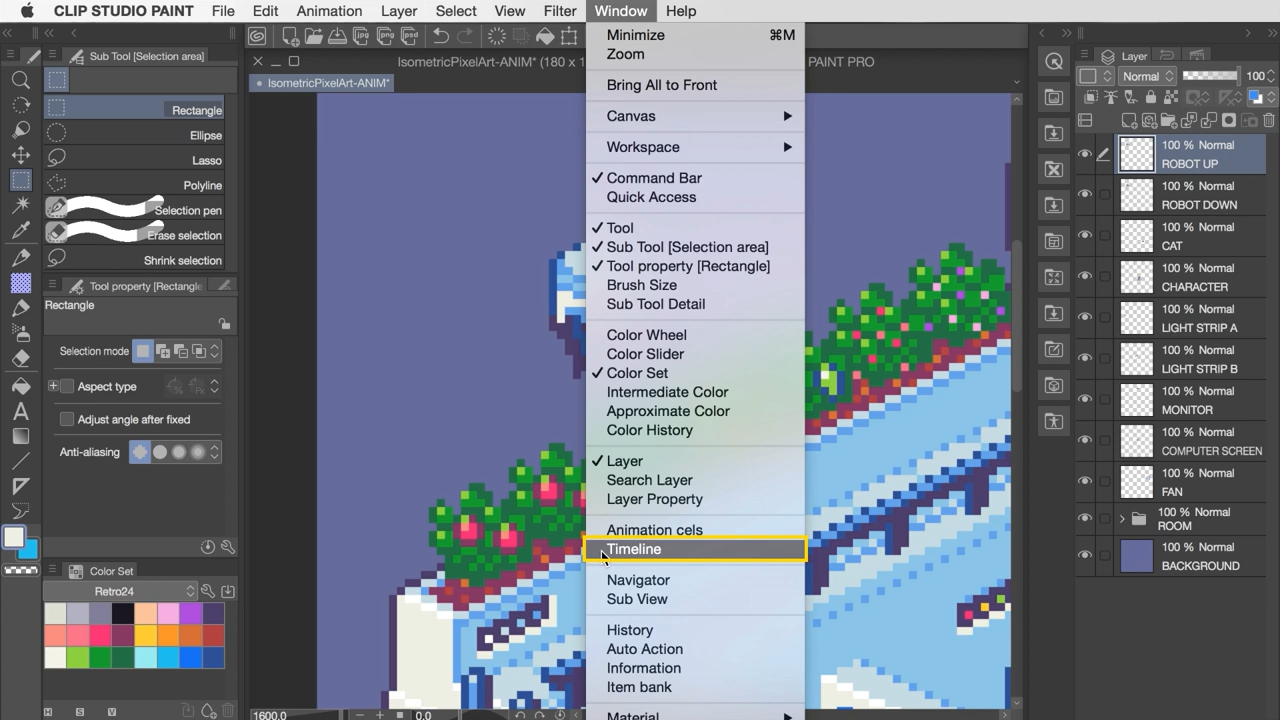 CLIP STUDIO PAINT File Edit Animation Layer Select View Filter Window Help
Sub Tool [Selection area]
Rectangle
Ellipse
Lasso
Polyline
Selection pen
Erase selection
Shrink selection
Tool property [Rectangle
Rectangle
Selection mode
Aspect type
Adjust angle after fixed
Anti-aliasing
Color Set
Retro24
IsometricPixelArt-ANIM* (180 x 1
PAINT PRO
IsometricPixelArt-ANIM*
1600.0
0.0
Minimize ⌘M
Zoom
Bring All to Front
Canvas
Workspace
✓ Command Bar
Quick Access
✓ Tool
✓ Sub Tool [Selection area]
✓ Tool property [Rectangle]
Brush Size
Sub Tool Detail
Color Wheel
Color Slider
✓ Color Set
Intermediate Color
Approximate Color
Color History
✓ Layer
Search Layer
Layer Property
Animation cels
Timeline
Navigator
Sub View
History
Auto Action
Information
Item bank
Material
Layer
Normal 100
100 % Normal
ROBOT UP
100 % Normal
ROBOT DOWN
100 % Normal
CAT
100 % Normal
CHARACTER
100 % Normal
LIGHT STRIP A
100 % Normal
LIGHT STRIP B
100 % Normal
MONITOR
100 % Normal
COMPUTER SCREEN
100 % Normal
FAN
100 % Normal
ROOM
100 % Normal
BACKGROUND